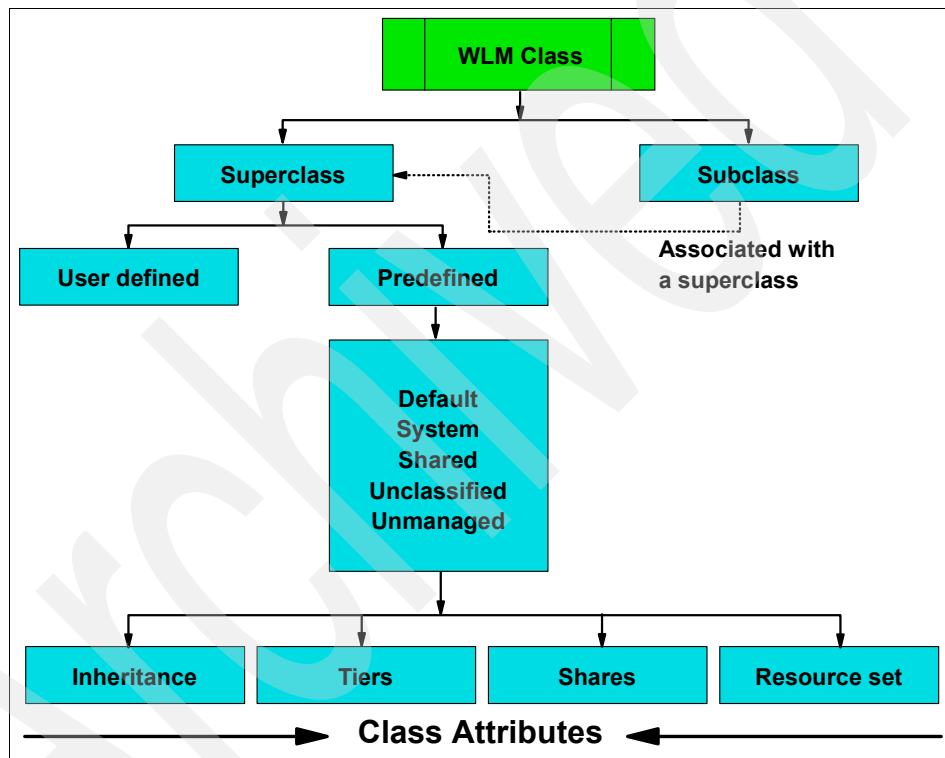 WLM Class
Superclass
Subclass
Associated with
a superclass
User defined
Predefined
Default
System
Shared
Unclassified
Unmanaged
Inheritance
Tiers
Shares
Resource set
Class Attributes
Archived